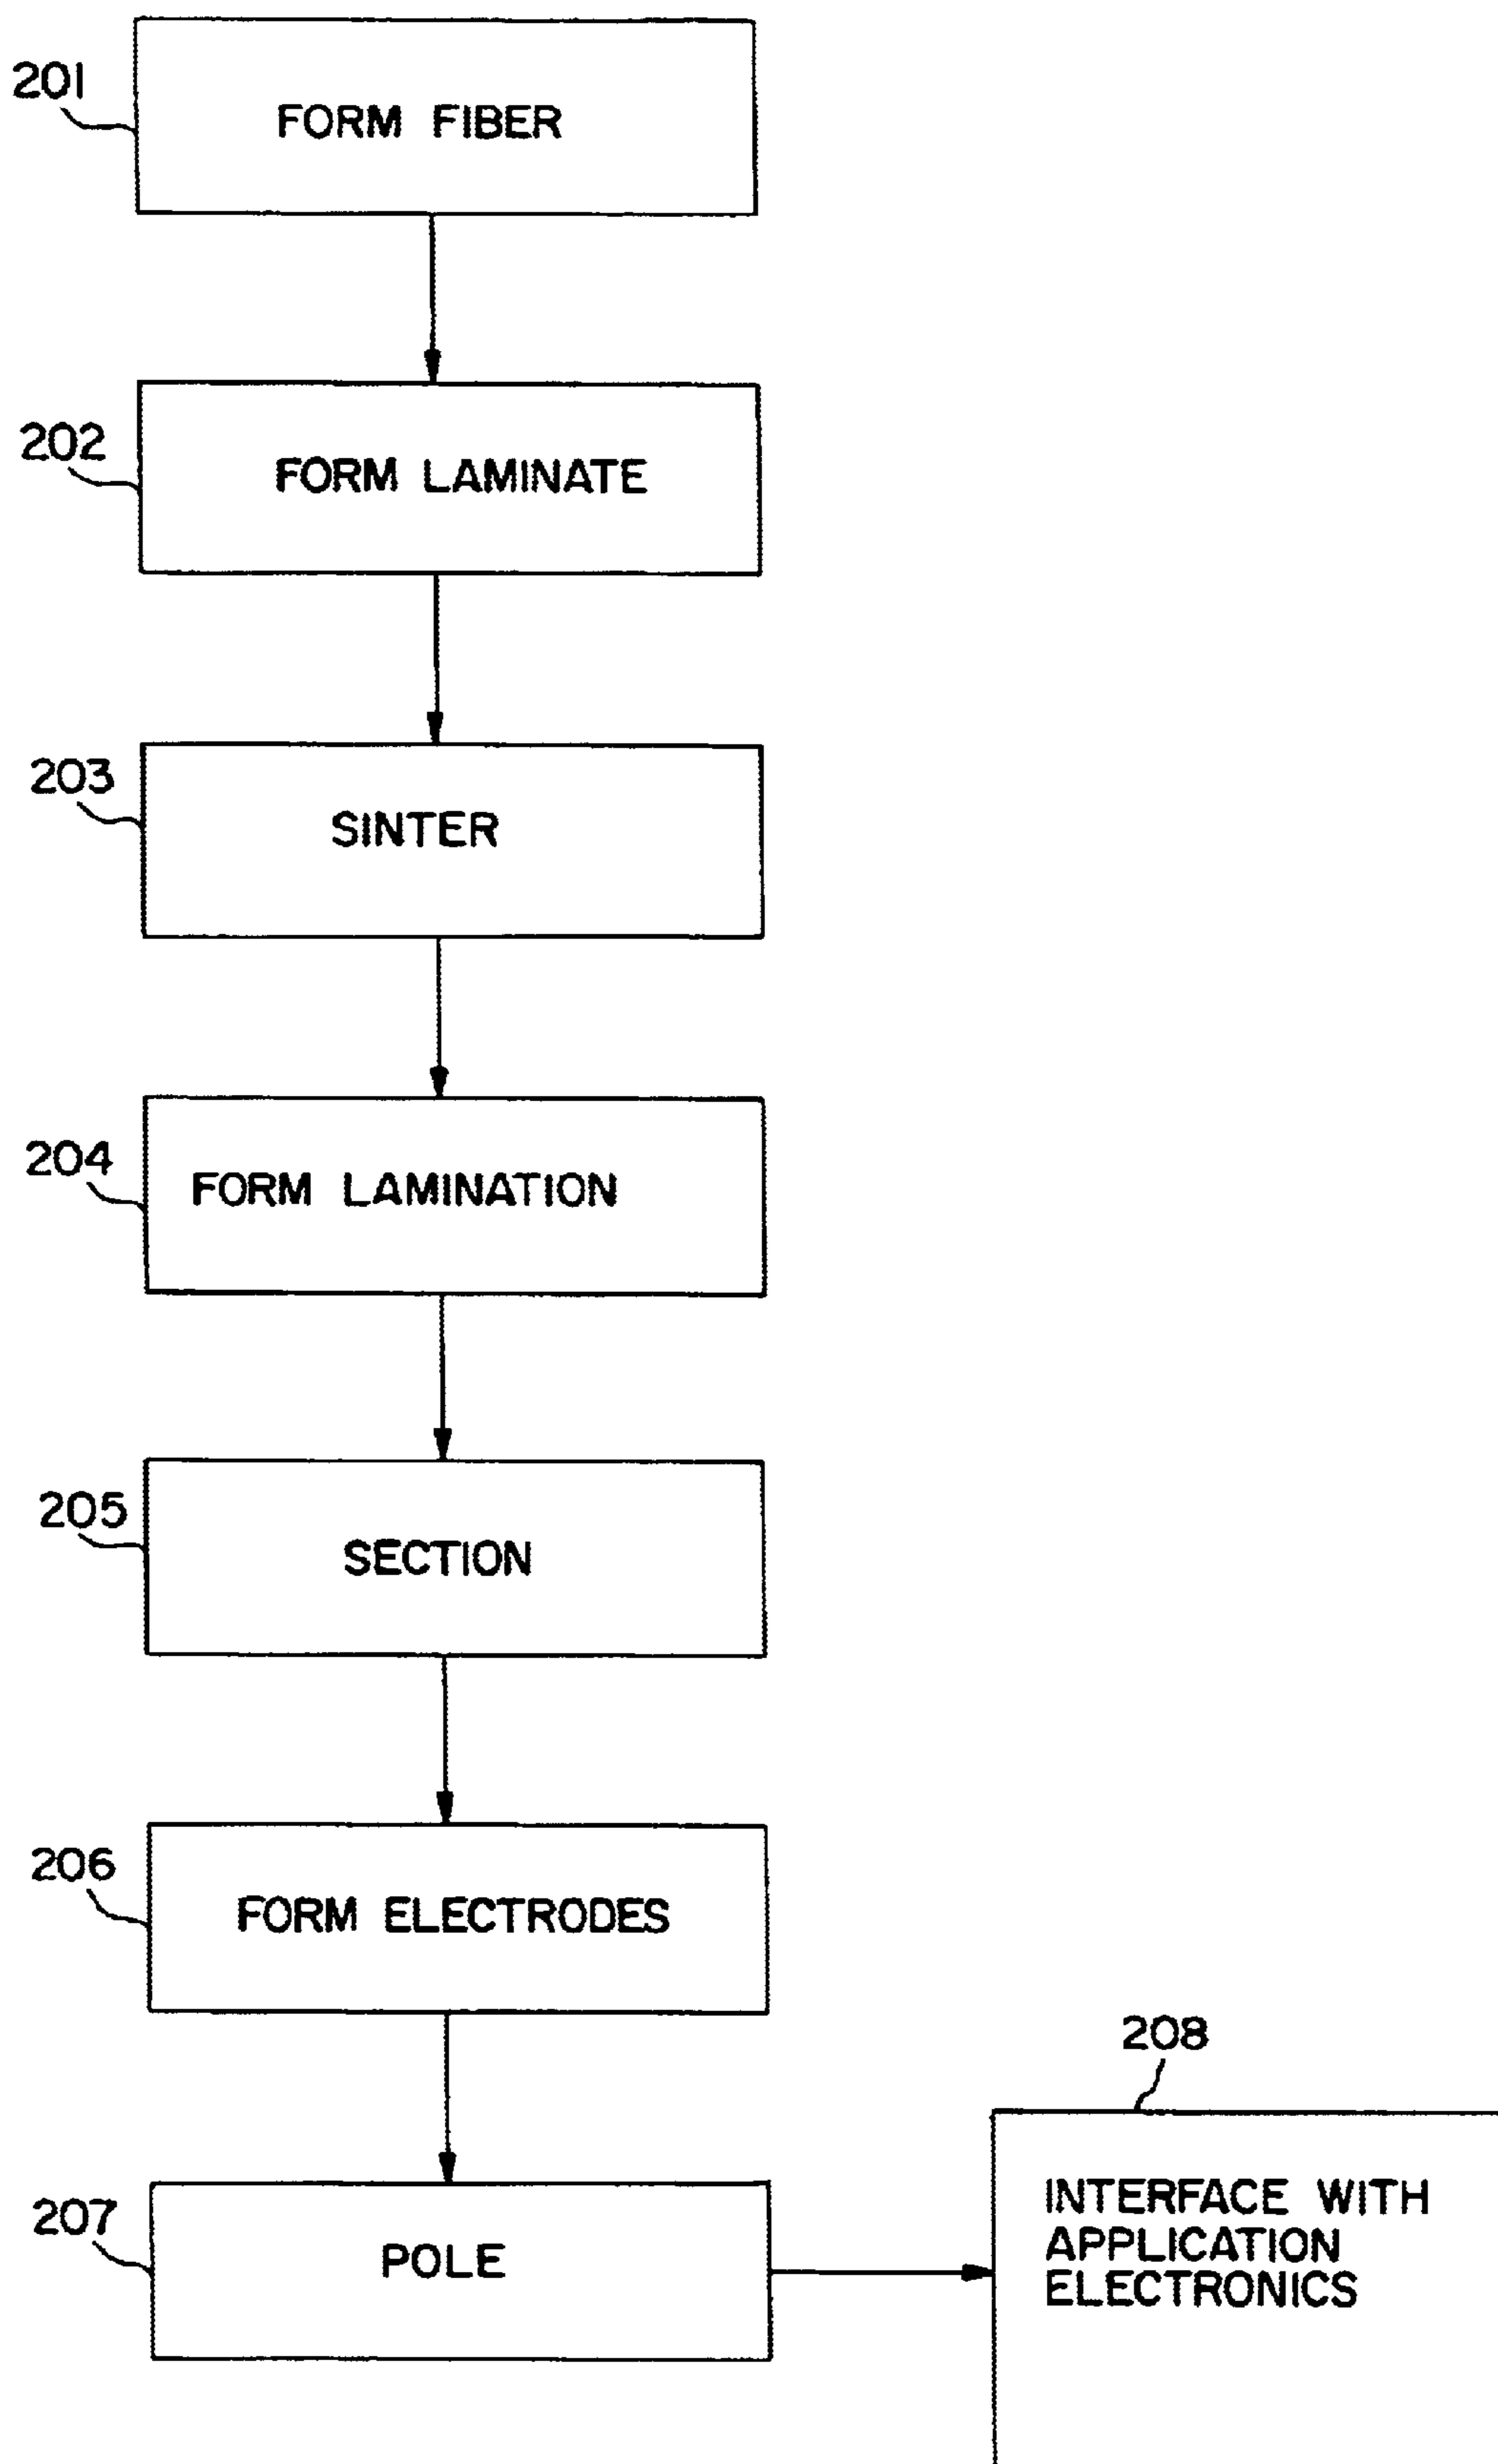 201
FORM FIBER
202
FORM LAMINATE
203
SINTER
204
FORM LAMINATION
205
SECTION
206
FORM ELECTRODES
207
POLE
208
INTERFACE WITH
APPLICATION
ELECTRONICS